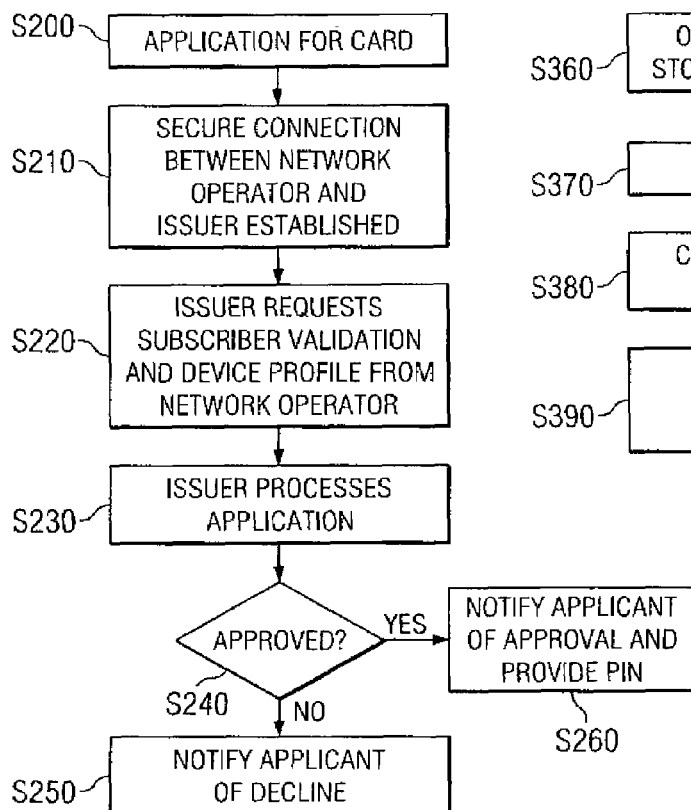 S200
APPLICATION FOR CARD
S210
SECURE CONNECTION
BETWEEN NETWORK
OPERATOR AND
ISSUER ESTABLISHED
S220
ISSUER REQUESTS
SUBSCRIBER VALIDATION
AND DEVICE PROFILE FROM
NETWORK OPERATOR
S230
ISSUER PROCESSES
APPLICATION
S240
APPROVED?
YES
NO
NOTIFY APPLICANT
OF APPROVAL AND
PROVIDE PIN
S260
S250
NOTIFY APPLICANT
OF DECLINE
S360
O
STO
S370
S380
C
S390